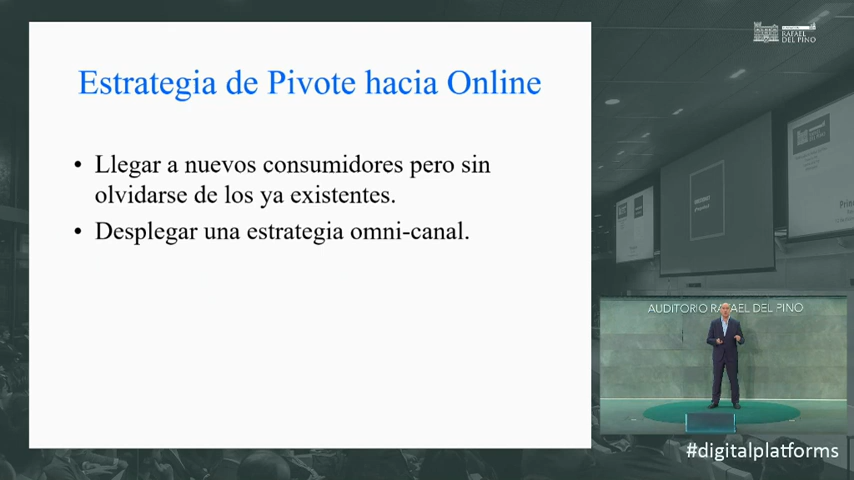 RAFAEL
DEL PINO
Estrategia de Pivote hacia Online
• Llegar a nuevos consumidores pero sin
olvidarse de los ya existentes.
• Desplegar una estrategia omni-canal.
AUDITORIO RAFAEL DEL PINO
#digitalplatforms